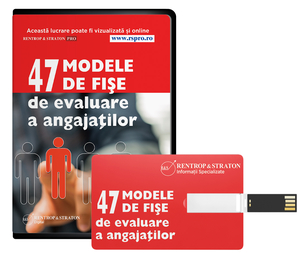 Această lucrare poate fi vizualizată și online
RENTROP & STRATON PRO www.rspro.ro
47 MODELE
DE FIȘE
de evaluare
a angajaților
RENTROP & STRATON
RENTROP & STRATON
Informații Specializate
47 MODELE
DE FIȘE
de evaluare
a angajaților